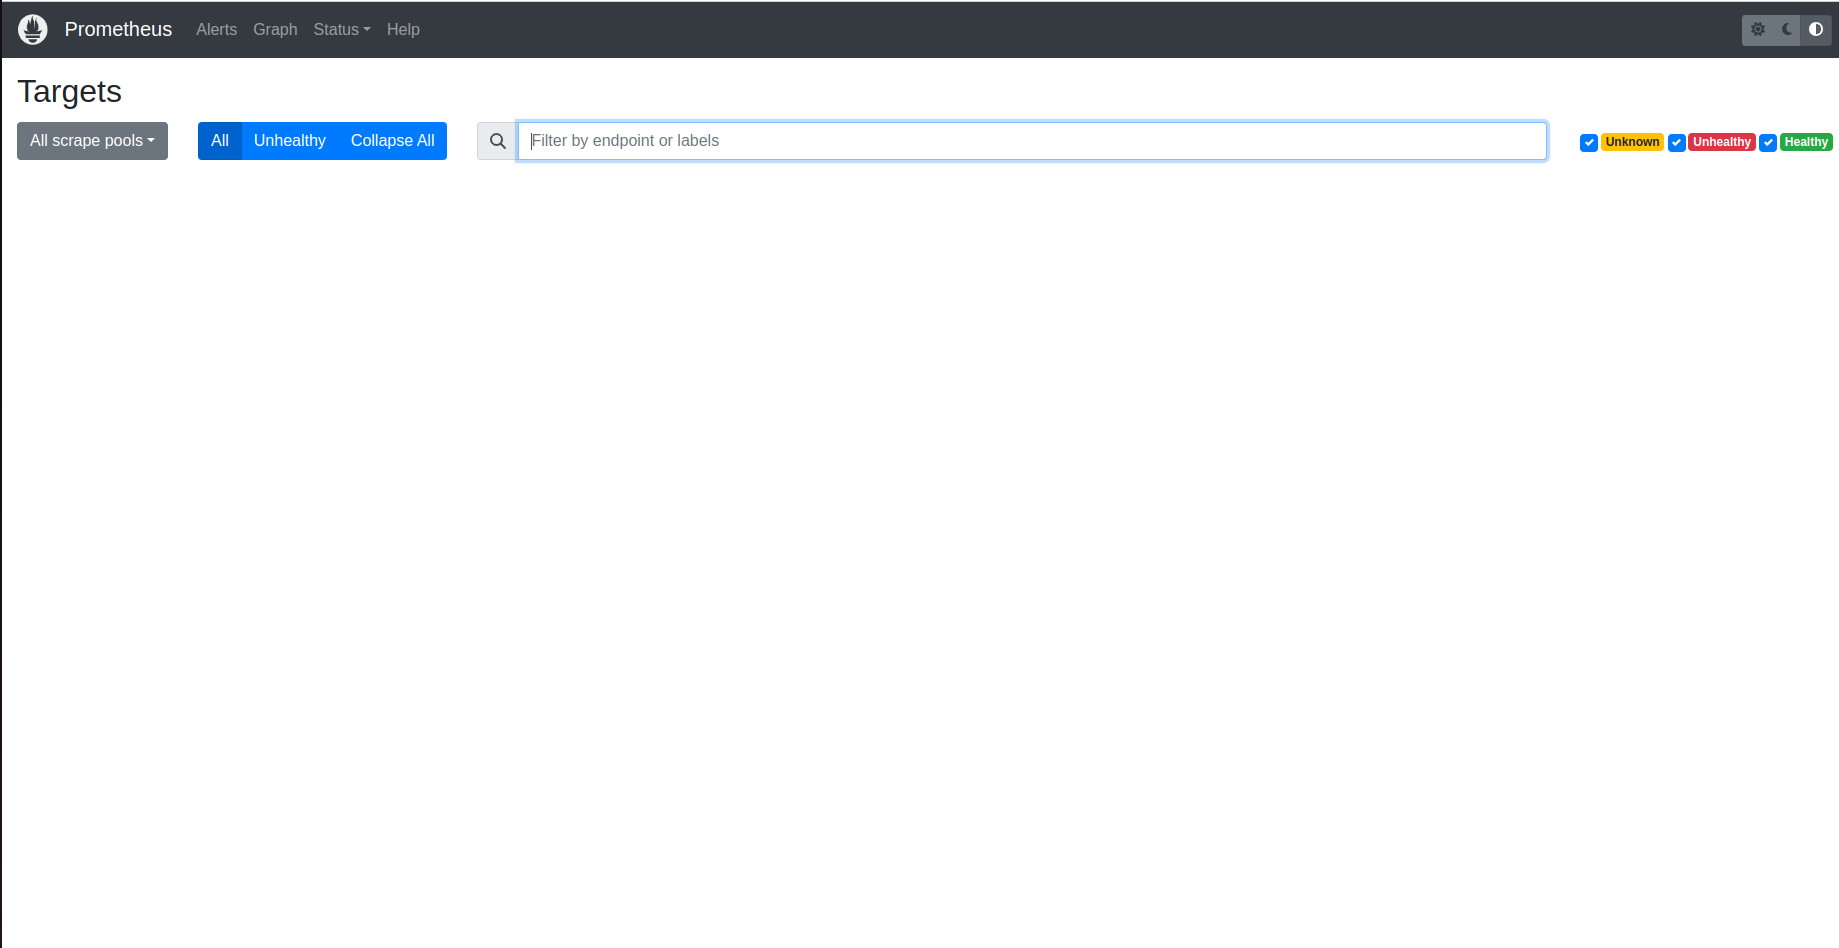 Prometheus Alerts Graph Status Help
Targets
All scrape pools All Unhealthy Collapse All Filter by endpoint or labels Unknown Unhealthy Healthy